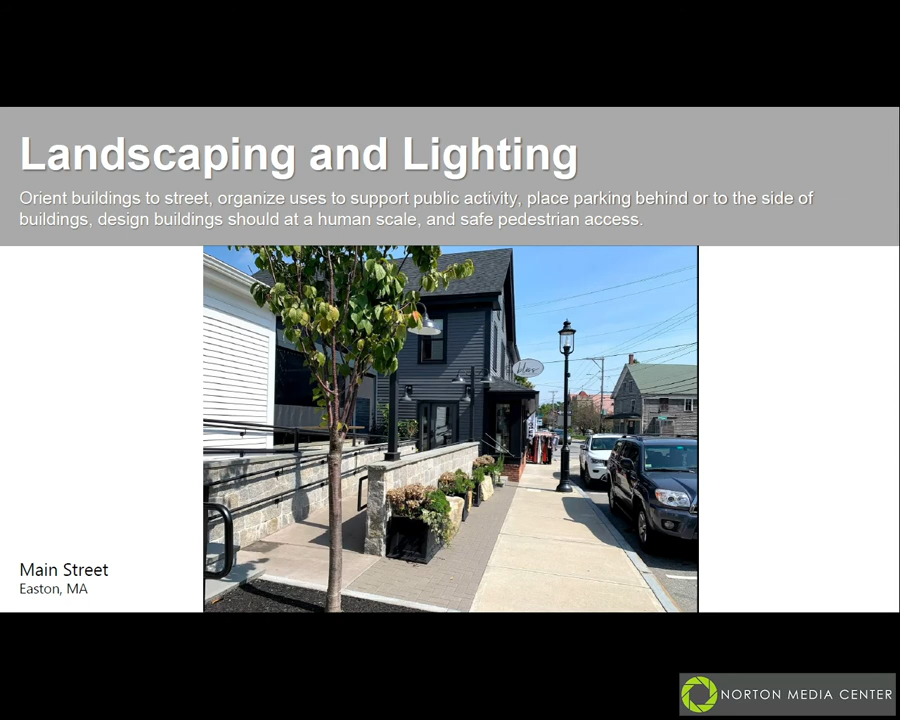 Landscaping and Lighting
Orient buildings to street, organize uses to support public activity, place parking behind or to the side of
buildings, design buildings should at a human scale, and safe pedestrian access.
bliss
Main Street
Easton, MA
NORTON MEDIA CENTER